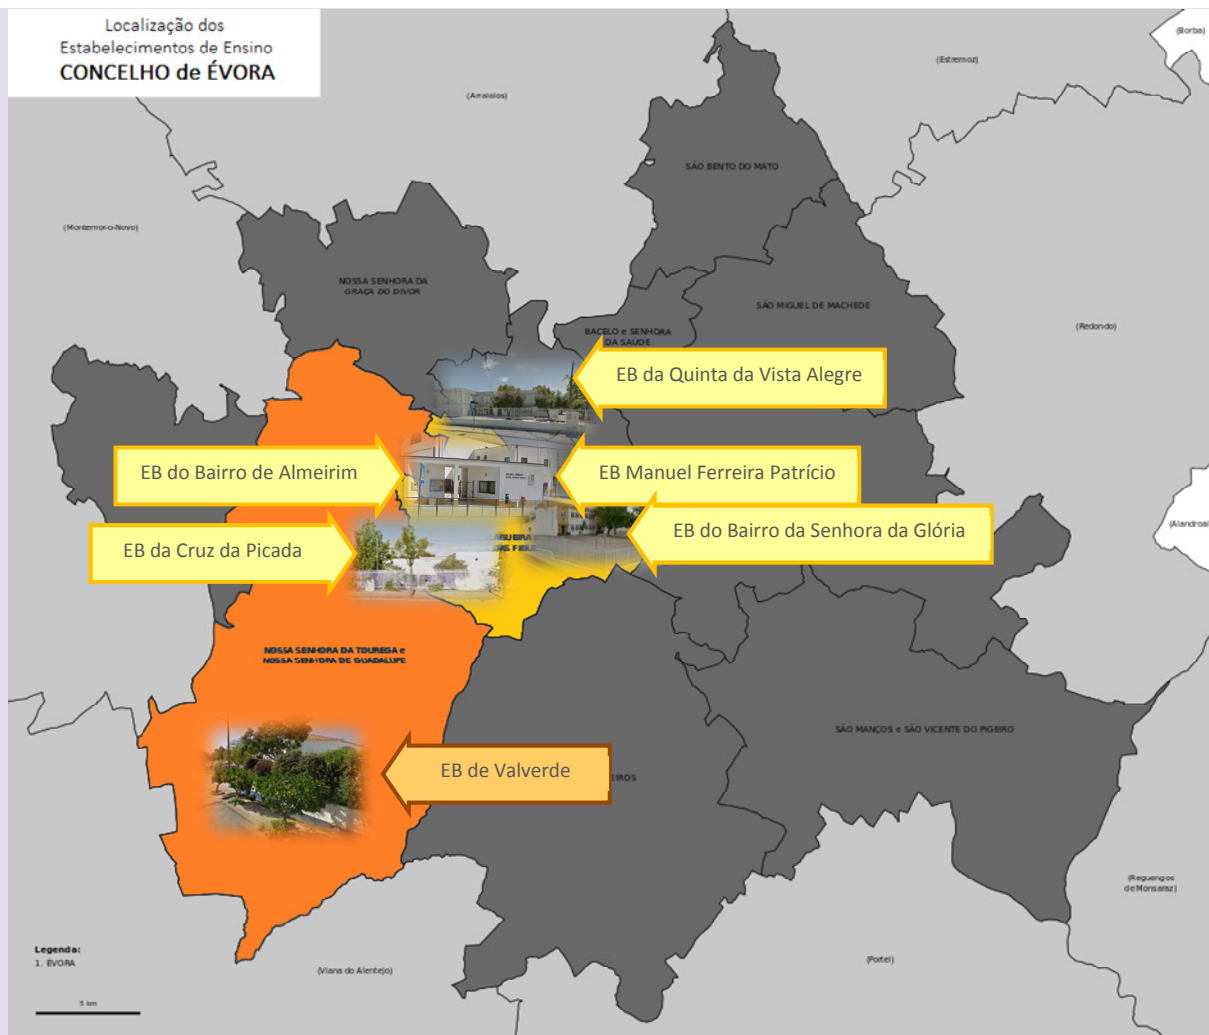 Localização dos
Estabelecimentos de Ensino
CONCELHO de ÉVORA
(Borba)
(Estremoz)
(Arraiolos)
SÃO BENTO DO MATO
(Montemor-o-Novo)
NOSSA SENHORA DA
GRAÇA DO DIVOR
SÃO MIGUEL DE MACHEDE
(Redondo)
BACELO e SENHORA
DA SAÚDE
EB da Quinta da Vista Alegre
EB do Bairro de Almeirim
EB Manuel Ferreira Patrício
(Alandroal)
EB do Bairro da Senhora da Glória
EB da Cruz da Picada
NOSSA SENHORA DA TOUREGA e
NOSSA SENHORA DE GUADALUPE
SÃO MANÇOS e SÃO VICENTE DO PIGEIRO
EB de Valverde
EIROS
(Reguengos
de Monsaraz)
Legenda:
1. ÉVORA
(Viana do Alentejo)
(Portel)
5 km